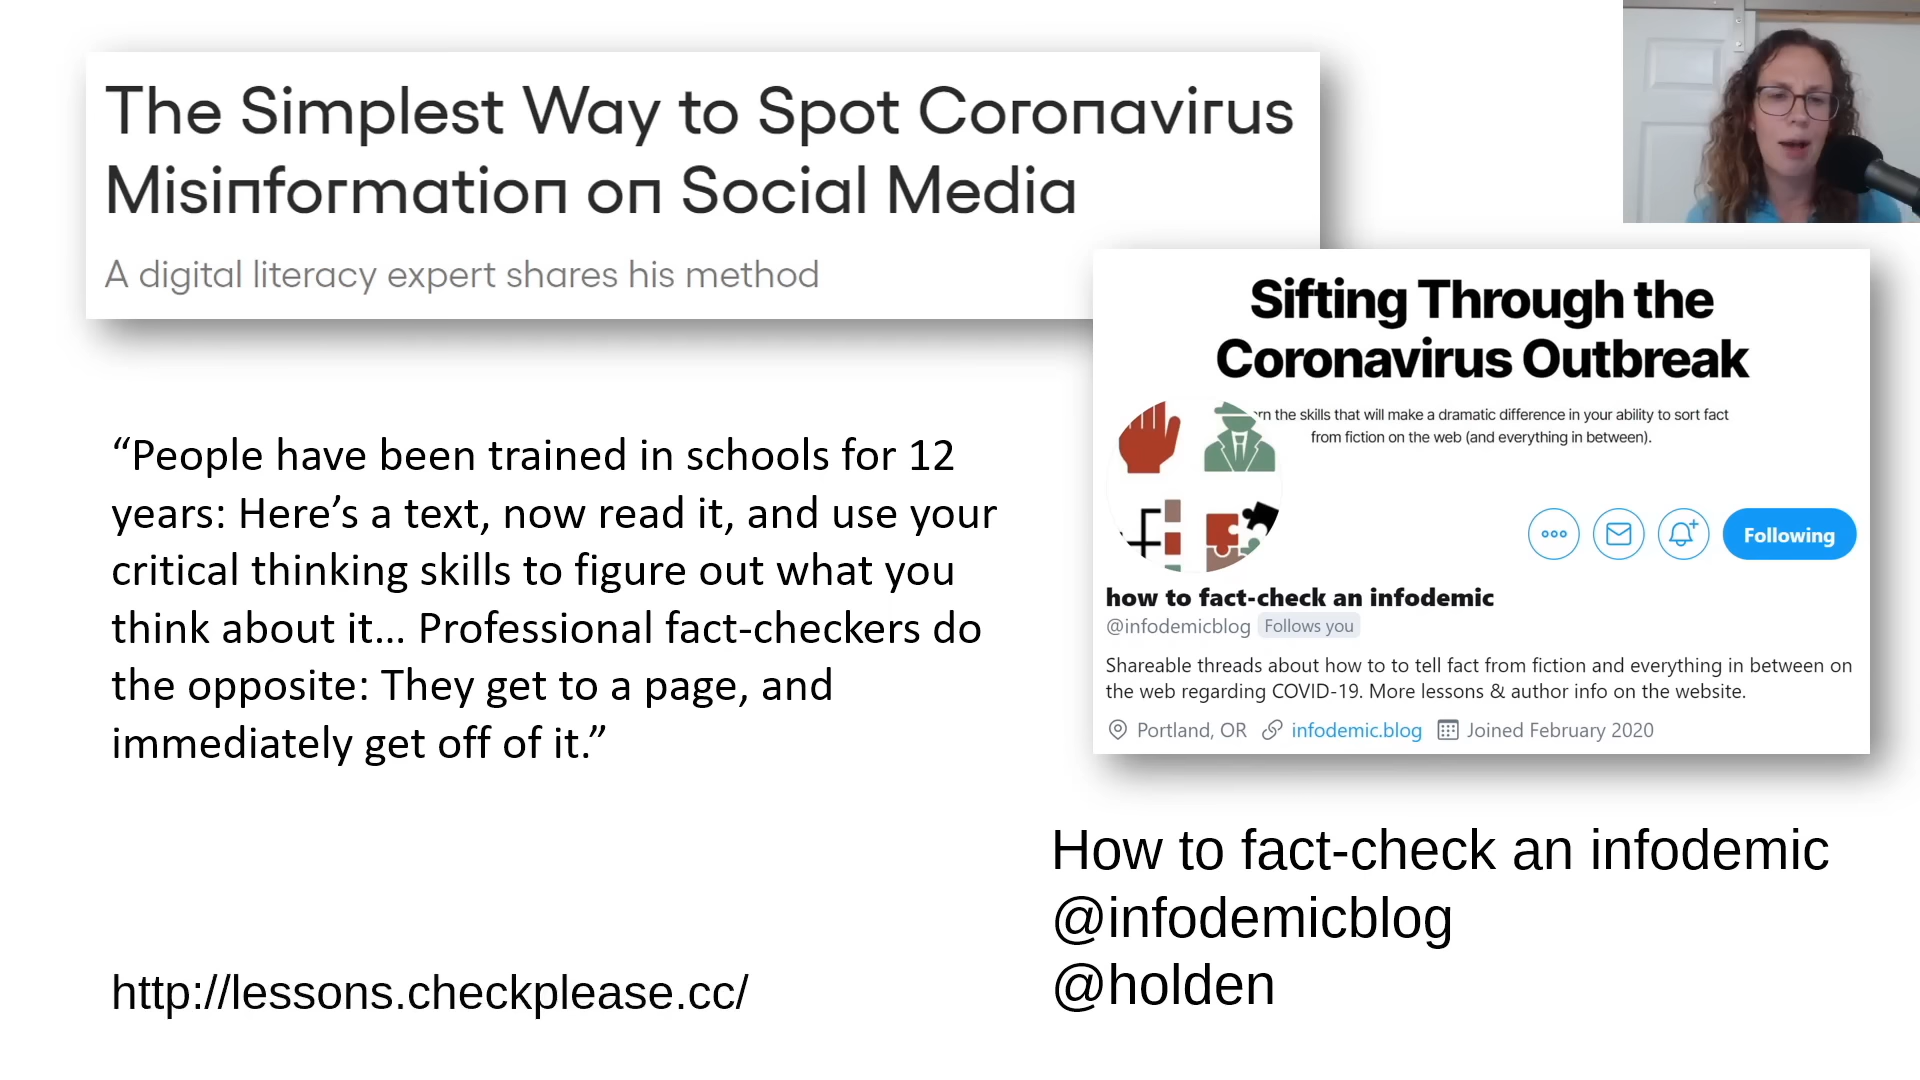 The Simplest Way to Spot Coronavirus
Misinformation on Social Media
A digital literacy expert shares his method
Sifting Through the
Coronavirus Outbreak
the skills that will make a dramatic difference in your ability to sort fact
from fiction on the web (and everything in between).
Following
how to fact-check an infodemic
@infodemicblog Follows you
Shareable threads about how to to tell fact from fiction and everything in between on
the web regarding COVID-19. More lessons & author info on the website.
Portland, OR infodemic.blog Joined February 2020
“People have been trained in schools for 12
years: Here’s a text, now read it, and use your
critical thinking skills to figure out what you
think about it... Professional fact-checkers do
the opposite: They get to a page, and
immediately get off of it.”
How to fact-check an infodemic
@infodemicblog
@holden
http://lessons.checkplease.cc/